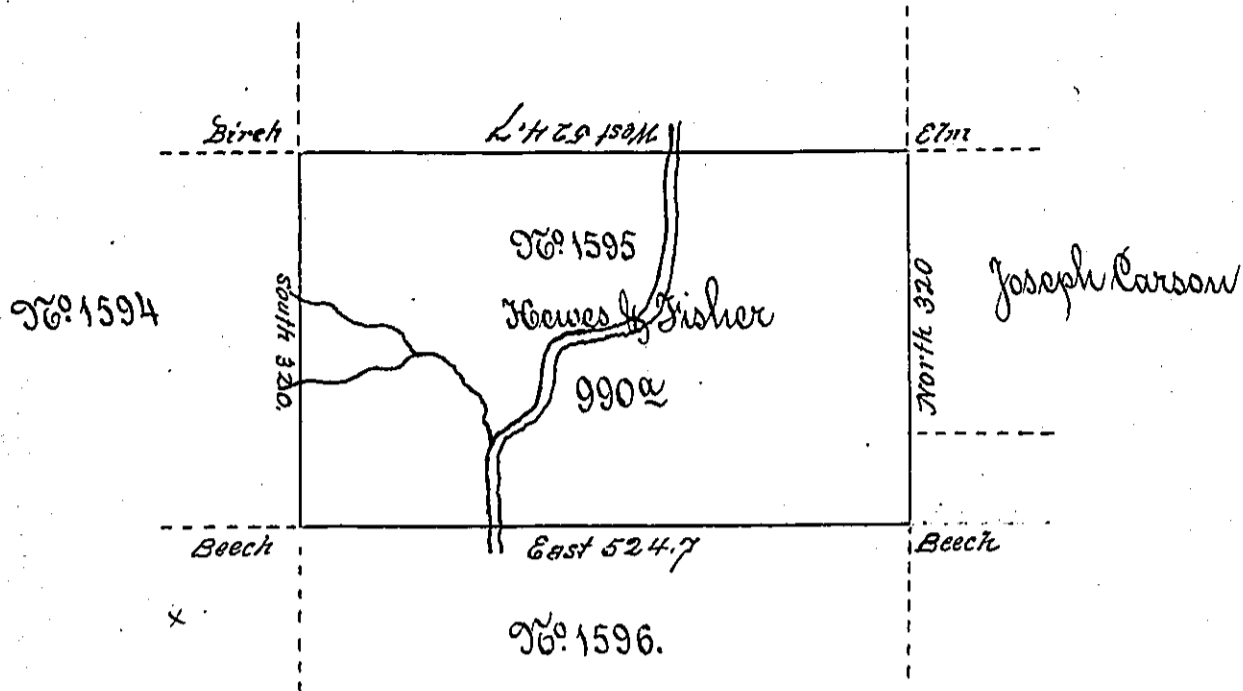 Birch
West 524.7
Elm
No. 1595
No. 1594
South 320.
Hewes & Fisher
North 320
Joseph Carson
990a
Beech
East 524.7
Beech
x
No. 1596.